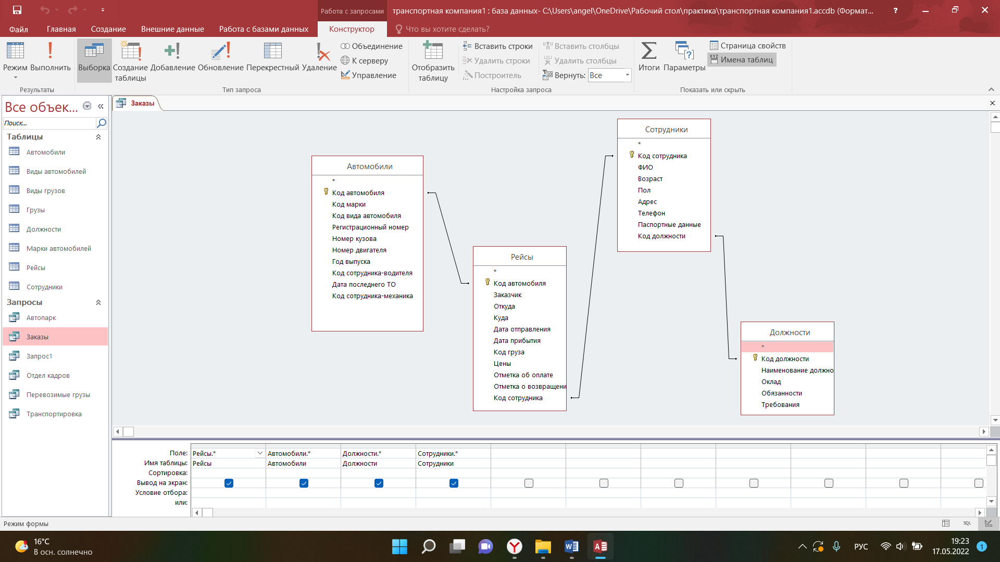 Работа с запросами
транспортная компания1 : база данных- C:\Users\angel\OneDrive\Рабочий стол\практика\транспортная компания1.accdb (Формат...
?
Файл
Главная
Создание
Внешние данные
Работа с базами данных
Конструктор
Что вы хотите сделать?
Режим
Выполнить
Результаты
Выборка
Создание таблицы
Добавление
Обновление
Перекрестный
Удаление
Объединение
К серверу
Управление
Тип запроса
Отобразить таблицу
Вставить строки
Удалить строки
Построитель
Вставить столбцы
Удалить столбцы
Вернуть: Все
Настройка запроса
Итоги
Параметры
Страница свойств
Имена таблиц
Показать или скрыть
Все объек...
Поиск...
Таблицы
Автомобили
Виды автомобилей
Виды грузов
Грузы
Должности
Марки автомобилей
Рейсы
Сотрудники
Запросы
Автопарк
Заказы
Запрос1
Отдел кадров
Перевозимые грузы
Транспортировка
Заказы
Автомобили
*
Код автомобиля
Код марки
Код вида автомобиля
Регистрационный номер
Номер кузова
Номер двигателя
Год выпуска
Код сотрудника-водителя
Дата последнего ТО
Код сотрудника-механика
Рейсы
*
Код автомобиля
Заказчик
Откуда
Куда
Дата отправления
Дата прибытия
Код груза
Цены
Отметка об оплате
Отметка о возвращени
Код сотрудника
Сотрудники
*
Код сотрудника
ФИО
Возраст
Пол
Адрес
Телефон
Паспортные данные
Код должности
Должности
*
Код должности
Наименование должно
Оклад
Обязанности
Требования
Поле: Рейсы.* Автомобили.* Должности.* Сотрудники.*
Имя таблицы: Рейсы Автомобили Должности Сотрудники
Сортировка:
Вывод на экран:
Условие отбора:
или:
Режим формы
SQL
16°C
В осн. солнечно
РУС
19:23
17.05.2022
1